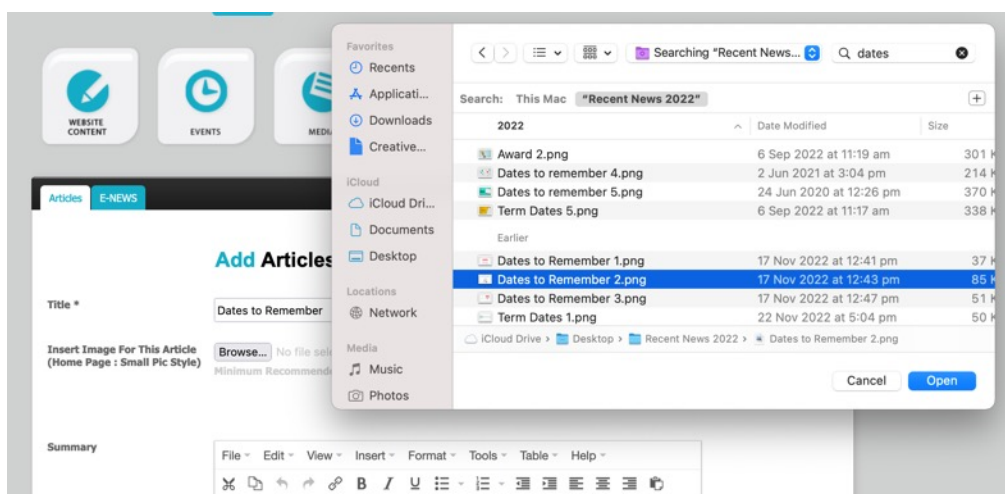 WEBSITE
CONTENT
EVENTS
Articles
E-NEWS
Add Articles
Title *
Dates to Remember
Insert Image For This Article
(Home Page : Small Pic Style)
Browse...
No file
Minimum
Summary
File Edit View Insert Format Tools Table Help
B I U
Favorites
Recents
Applicati...
Downloads
Creative...
iCloud
iCloud Dri...
Documents
Desktop
Locations
Network
Media
Music
Photos
Searching "Recent News...
dates
Search: This Mac "Recent News 2022"
2022 Date Modified Size
Award 2.png 6 Sep 2022 at 11:19 am 301
Dates to remember 4.png 2 Jun 2021 at 3:04 pm 214
Dates to remember 5.png 24 Jun 2020 at 12:26 pm 370
Term Dates 5.png 6 Sep 2022 at 11:17 am 338
Earlier
Dates to Remember 1.png 17 Nov 2022 at 12:41 pm 37
Dates to Remember 2.png 17 Nov 2022 at 12:43 pm 85
Dates to Remember 3.png 17 Nov 2022 at 12:47 pm 51
Term Dates 1.png 22 Nov 2022 at 5:04 pm 50
iCloud Drive > Desktop > Recent News 2022 > Dates to Remember 2.png
Cancel Open